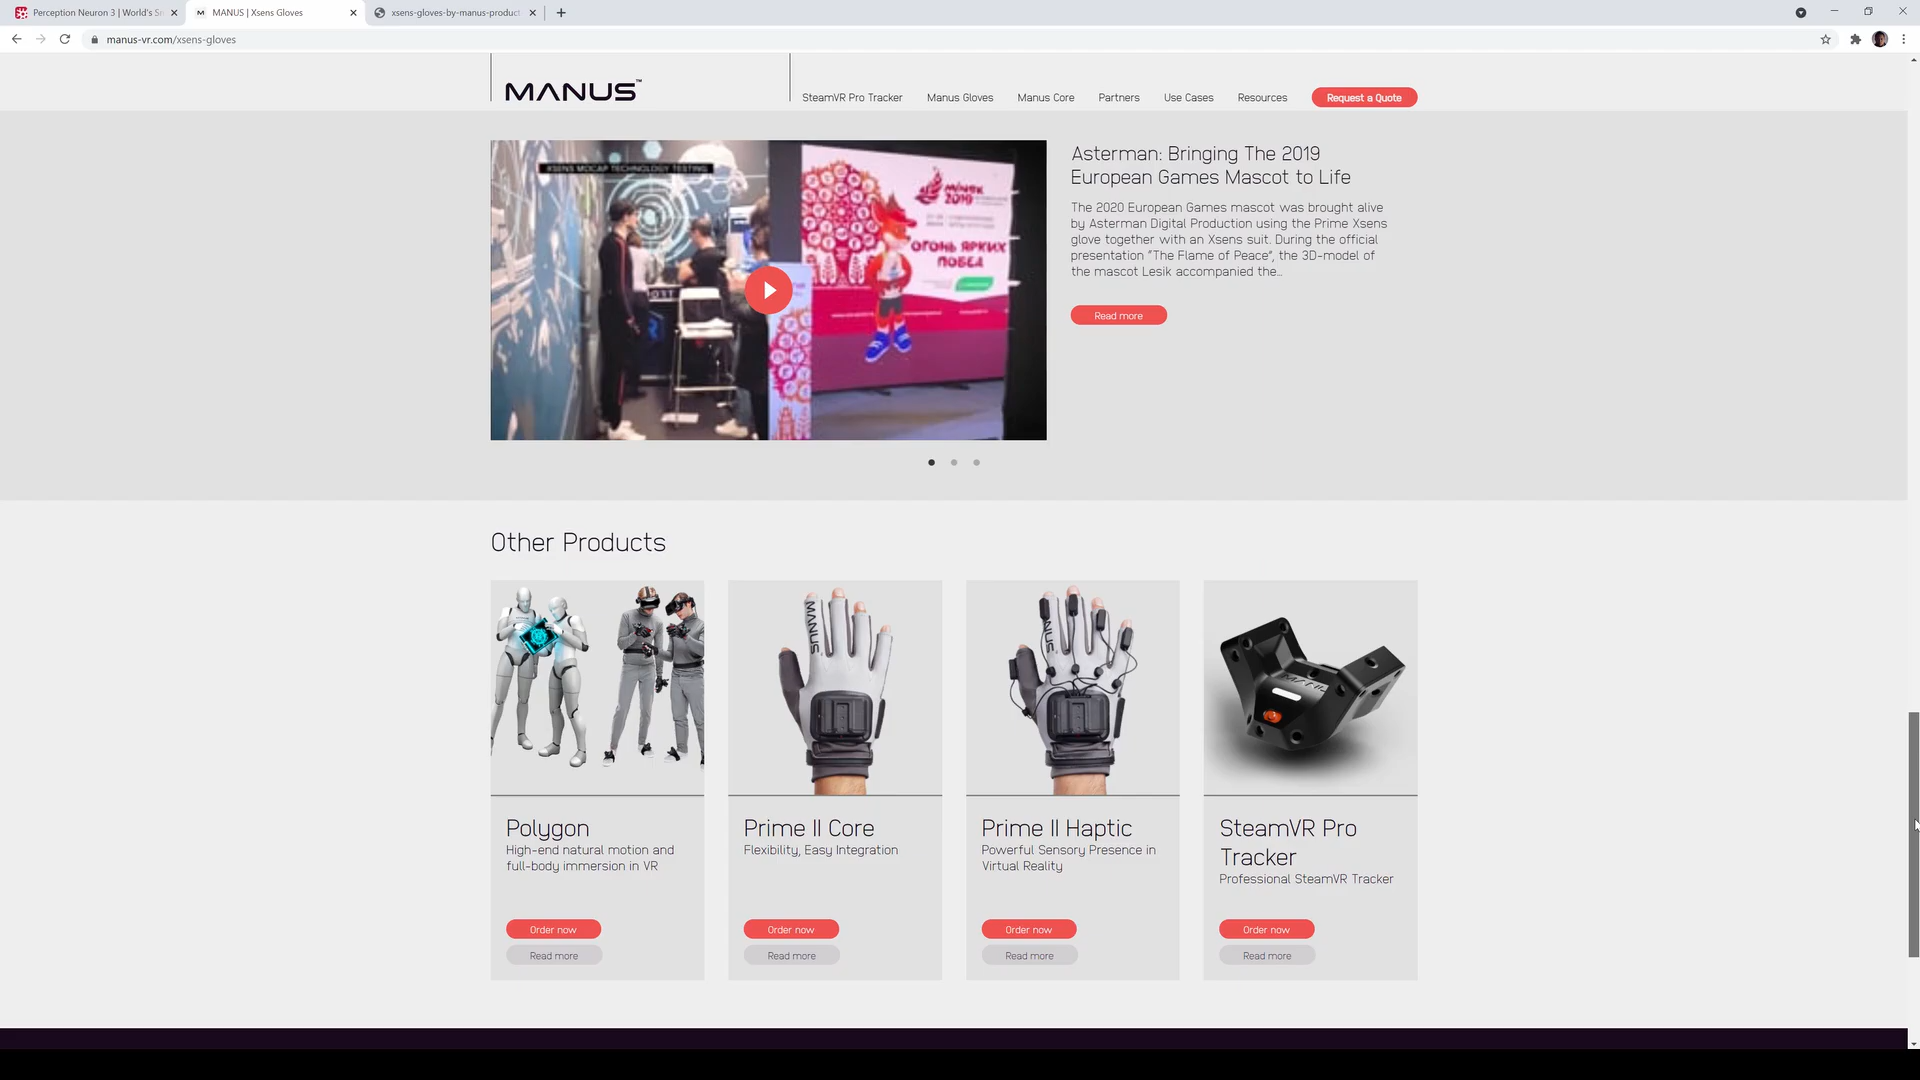 Perception Neuron 3 | World's Sm
MANUS | Xsens Gloves
xsens-gloves-by-manus-product
manus-vr.com/xsens-gloves
MANUS™
SteamVR Pro Tracker
Manus Gloves
Manus Core
Partners
Use Cases
Resources
Request a Quote
XSENS MOCAP TECHNOLOGY TESTING
MINSK
2019
ОГОНЬ ЯРКИХ
ПОБЕД
Asterman: Bringing The 2019
European Games Mascot to Life
The 2020 European Games mascot was brought alive
by Asterman Digital Production using the Prime Xsens
glove together with an Xsens suit. During the official
presentation "The Flame of Peace", the 3D-model of
the mascot Lesik accompanied the...
Read more
Other Products
MANUS
MANUS
MANUS
Polygon
High-end natural motion and
full-body immersion in VR
Order now
Read more
Prime II Core
Flexibility, Easy Integration
Order now
Read more
Prime II Haptic
Powerful Sensory Presence in
Virtual Reality
Order now
Read more
SteamVR Pro
Tracker
Professional SteamVR Tracker
Order now
Read more